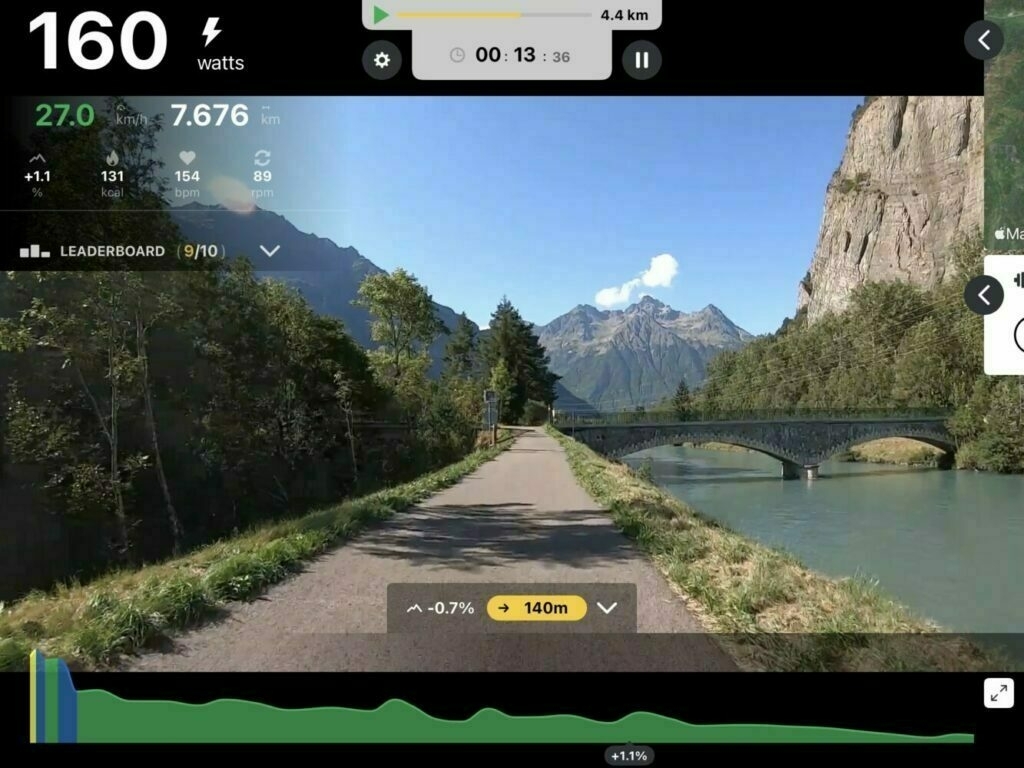 160 watts
4.4 km
00: 13 : 36
27.0 km/h 7.676 km
+1.1 131 154 89
% kcal bpm rpm
LEADERBOARD (9/10)
Ma
-0.7% → 140m
+1.1%